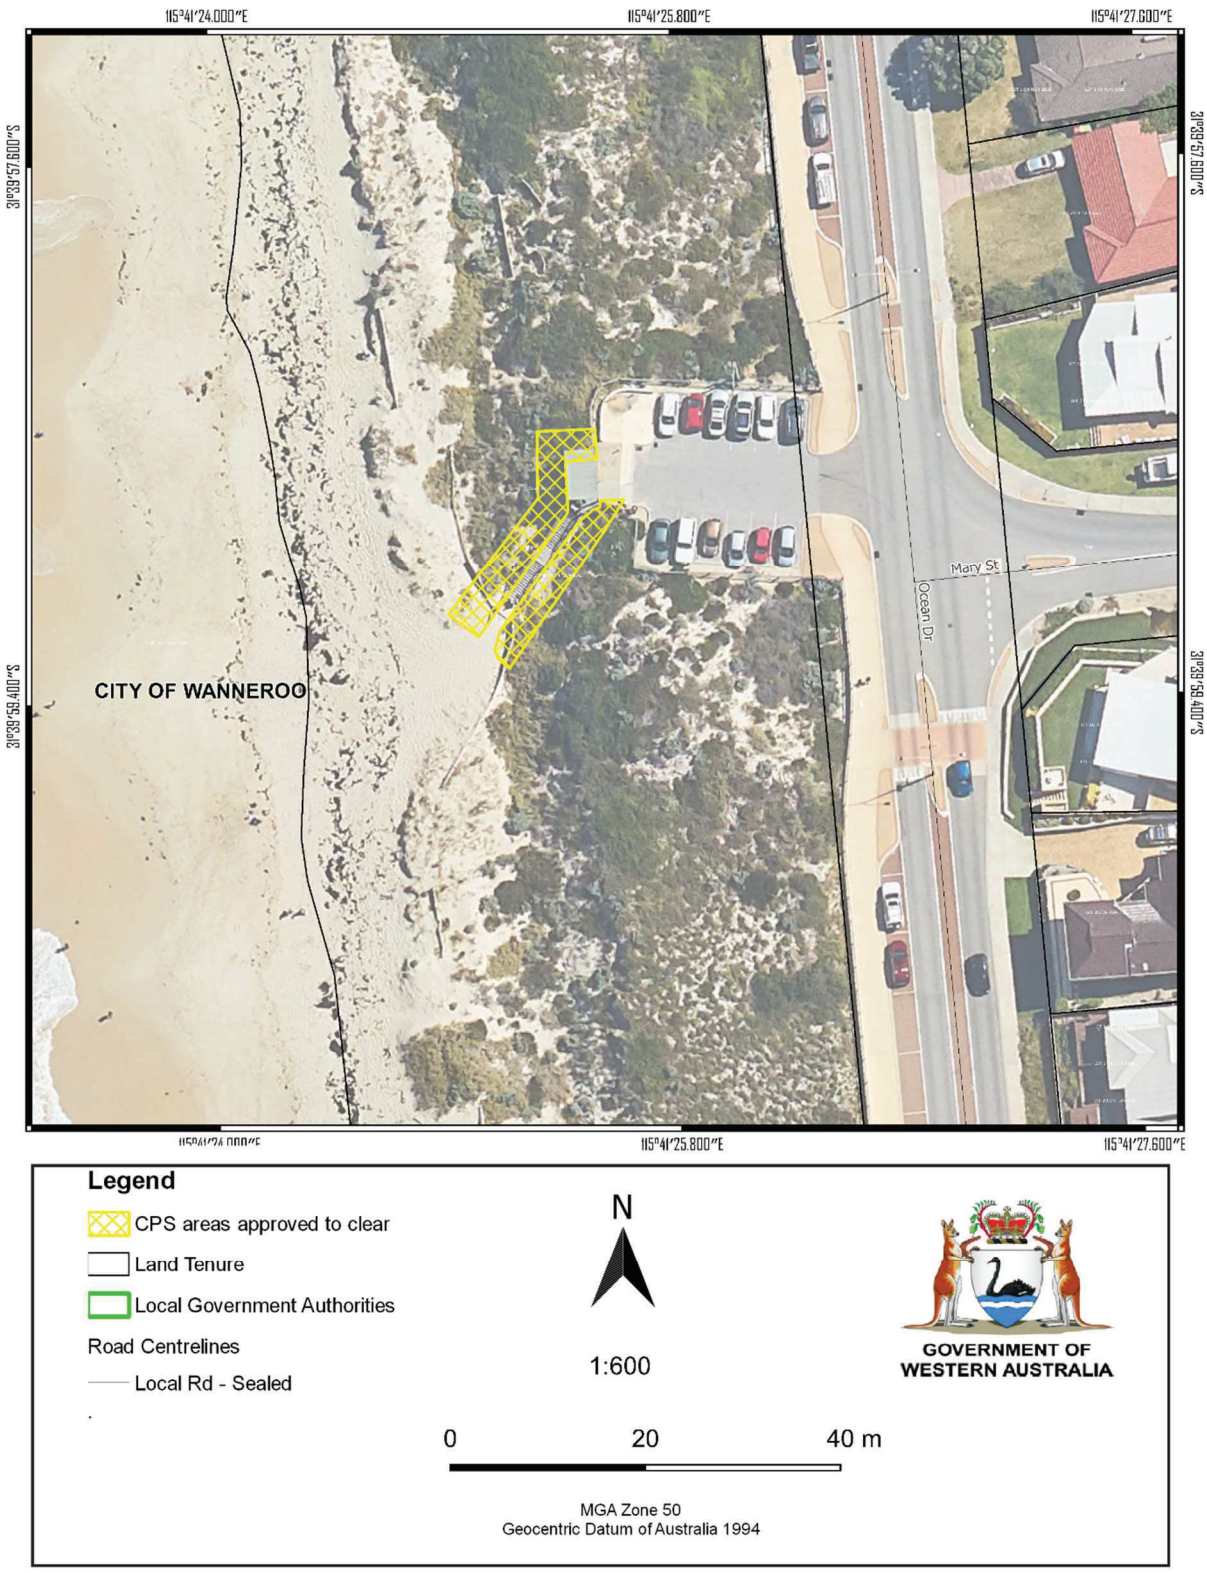 115°41'24.000"E
115°41'25.800"E
115°41'27.600"E
31°39'57.600"S
31°39'57.600"S
Mary St
Ocean Dr
CITY OF WANNEROO
31°39'59.400"S
31°39'59.400"S
115°41'24.000"E
115°41'25.800"E
115°41'27.600"E
Legend
CPS areas approved to clear
Land Tenure
Local Government Authorities
Road Centrelines
Local Rd - Sealed
.
N
1:600
GOVERNMENT OF
WESTERN AUSTRALIA
0 20 40 m
MGA Zone 50
Geocentric Datum of Australia 1994